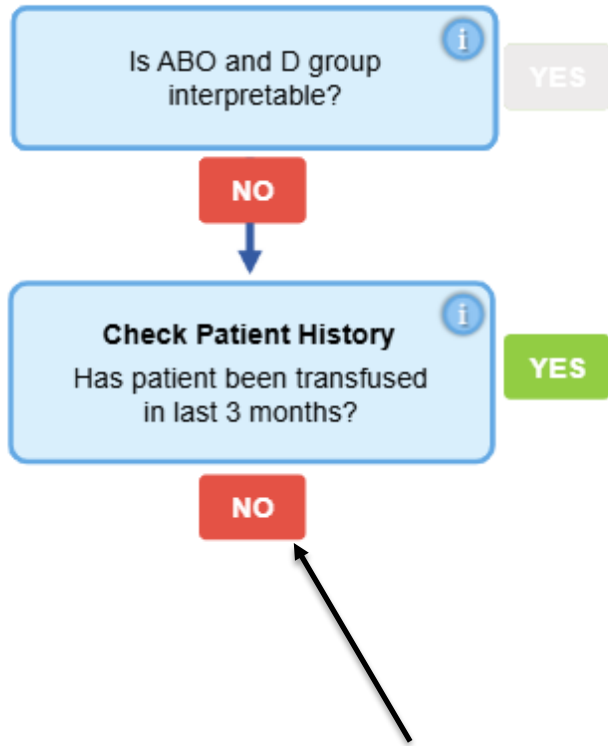 Is ABO and D group
interpretable?
i
YES
NO
Check Patient History
i
Has patient been transfused
in last 3 months?
YES
NO